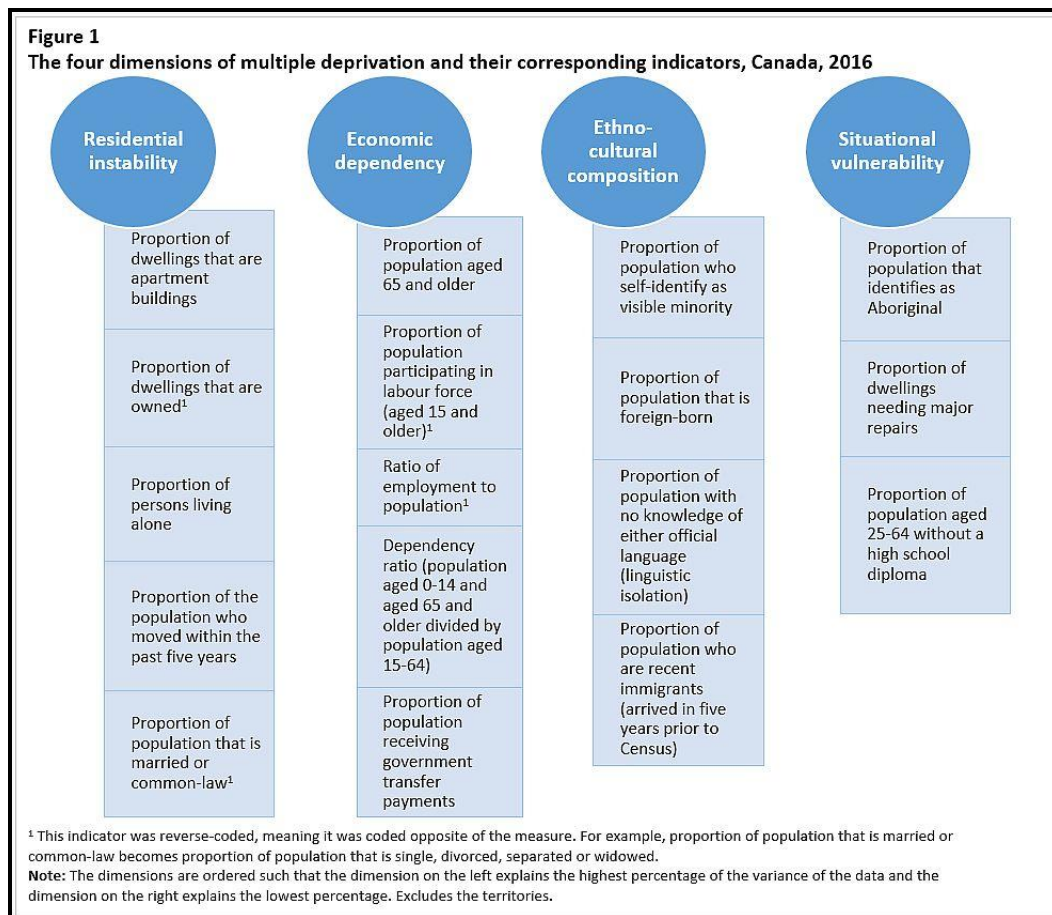 Figure 1
The four dimensions of multiple deprivation and their corresponding indicators, Canada, 2016
Residential
instability
Proportion of
dwellings that are
apartment
buildings
Proportion of
dwellings that are
owned¹
Proportion of
persons living
alone
Proportion of the
population who
moved within the
past five years
Proportion of
population that is
married or
common-law¹
Economic
dependency
Proportion of
population aged
65 and older
Proportion of
population
participating in
labour force
(aged 15 and
older)¹
Ratio of
employment to
population¹
Dependency
ratio (population
aged 0-14 and
aged 65 and
older divided by
population aged
15-64)
Proportion of
population
receiving
government
transfer
payments
Ethno-
cultural
composition
Proportion of
population who
self-identify as
visible minority
Proportion of
population that is
foreign-born
Proportion of
population with
no knowledge of
either official
language
(linguistic
isolation)
Proportion of
population who
are recent
immigrants
(arrived in five
years prior to
Census)
Situational
vulnerability
Proportion of
population that
identifies as
Aboriginal
Proportion of
dwellings
needing major
repairs
Proportion of
population aged
25-64 without a
high school
diploma
¹ This indicator was reverse-coded, meaning it was coded opposite of the measure. For example, proportion of population that is married or
common-law becomes proportion of population that is single, divorced, separated or widowed.
Note: The dimensions are ordered such that the dimension on the left explains the highest percentage of the variance of the data and the
dimension on the right explains the lowest percentage. Excludes the territories.